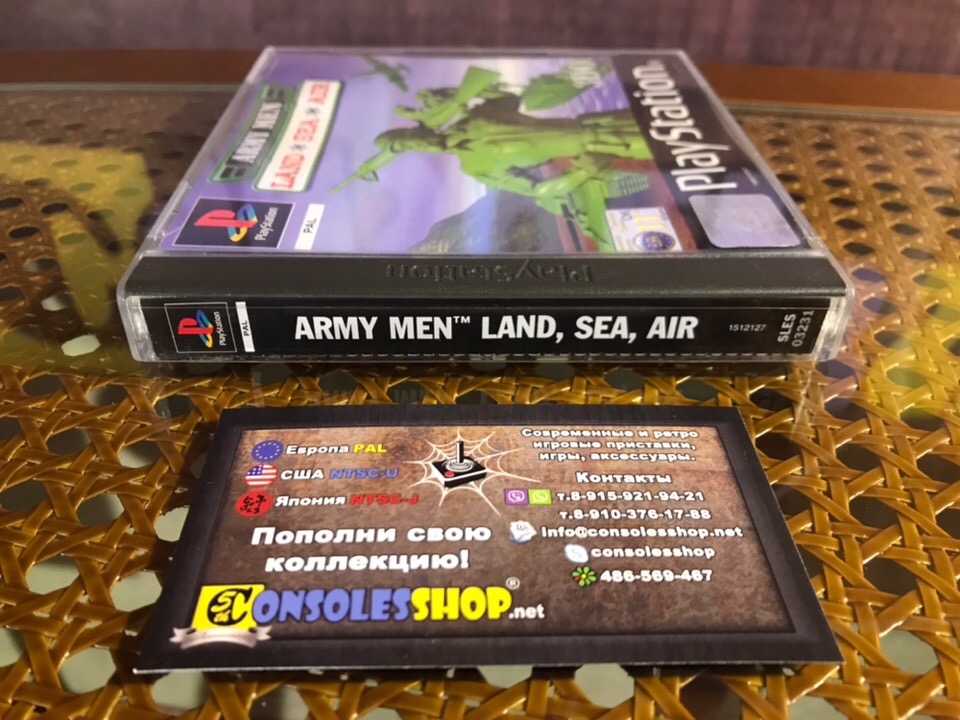 ARMY MEN
LAND ★ SEA ★ AIR
PlayStation
PlayStation
PAL
PlayStation
PlayStation
PAL
ARMY MEN™ LAND, SEA, AIR
1512127
SLES
03231
Европа PAL
США NTSC-U
Япония NTSC-J
Пополни свою
коллекцию!
CONSOLESSHOP®.net
Современные и ретро
игровые приставки,
игры, аксессуары.
Контакты
т.8-915-921-94-21
т.8-910-376-17-88
info@consolesshop.net
consolesshop
486-569-467